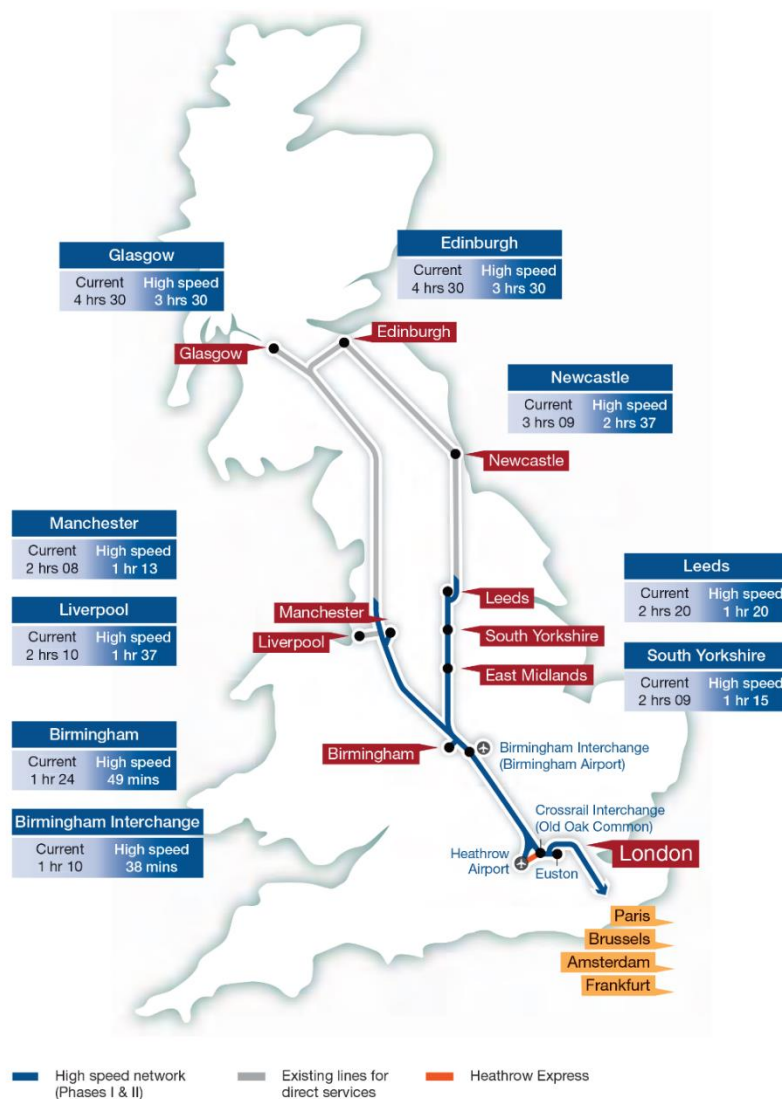 Glasgow
Current High speed
4 hrs 30 3 hrs 30
Edinburgh
Current High speed
4 hrs 30 3 hrs 30
Edinburgh
Glasgow
Newcastle
Current High speed
3 hrs 09 2 hrs 37
Newcastle
Manchester
Current High speed
2 hrs 08 1 hr 13
Liverpool
Current High speed
2 hrs 10 1 hr 37
Leeds
Current High speed
2 hrs 20 1 hr 20
South Yorkshire
Current High speed
2 hrs 09 1 hr 15
Manchester
Liverpool
Leeds
South Yorkshire
East Midlands
Birmingham
Current High speed
1 hr 24 49 mins
Birmingham Interchange
Current High speed
1 hr 10 38 mins
Birmingham
Birmingham Interchange
(Birmingham Airport)
Crossrail Interchange
(Old Oak Common)
Heathrow
Airport
Euston
London
Paris
Brussels
Amsterdam
Frankfurt
High speed network
(Phases I & II)
Existing lines for
direct services
Heathrow Express